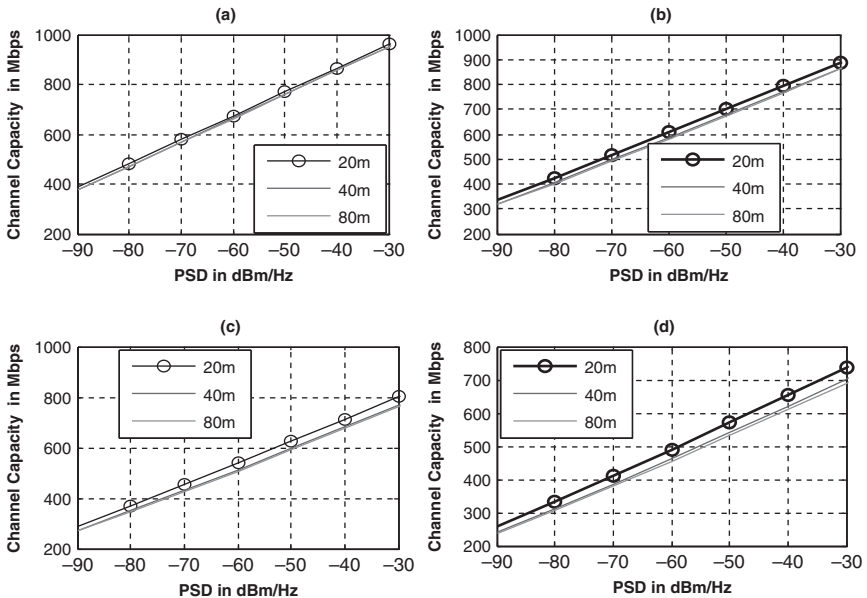 (a)
Channel Capacity in Mbps
1000
800
600
400
200
–90 –80 –70 –60 –50 –40 –30
PSD in dBm/Hz
20m
40m
80m
(b)
Channel Capacity in Mbps
1000
900
800
700
600
500
400
300
200
–90 –80 –70 –60 –50 –40 –30
PSD in dBm/Hz
20m
40m
80m
(c)
Channel Capacity in Mbps
1000
800
600
400
200
–90 –80 –70 –60 –50 –40 –30
PSD in dBm/Hz
20m
40m
80m
(d)
Channel Capacity in Mbps
800
700
600
500
400
300
200
–90 –80 –70 –60 –50 –40 –30
PSD in dBm/Hz
20m
40m
80m